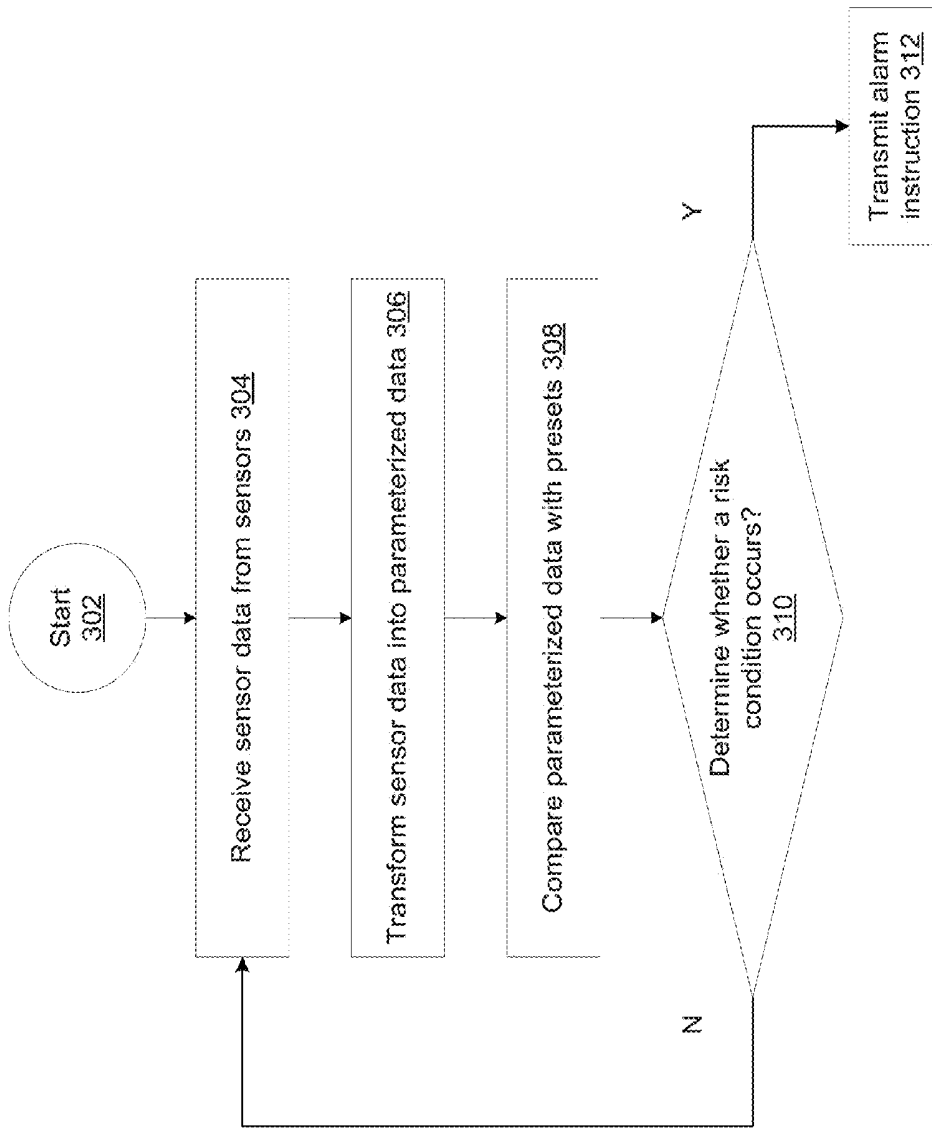 Start
302
Receive sensor data from sensors 304
Transform sensor data into parameterized data 306
Compare parameterized data with presets 308
Determine whether a risk
condition occurs?
310
N
Y
Transmit alarm
instruction 312